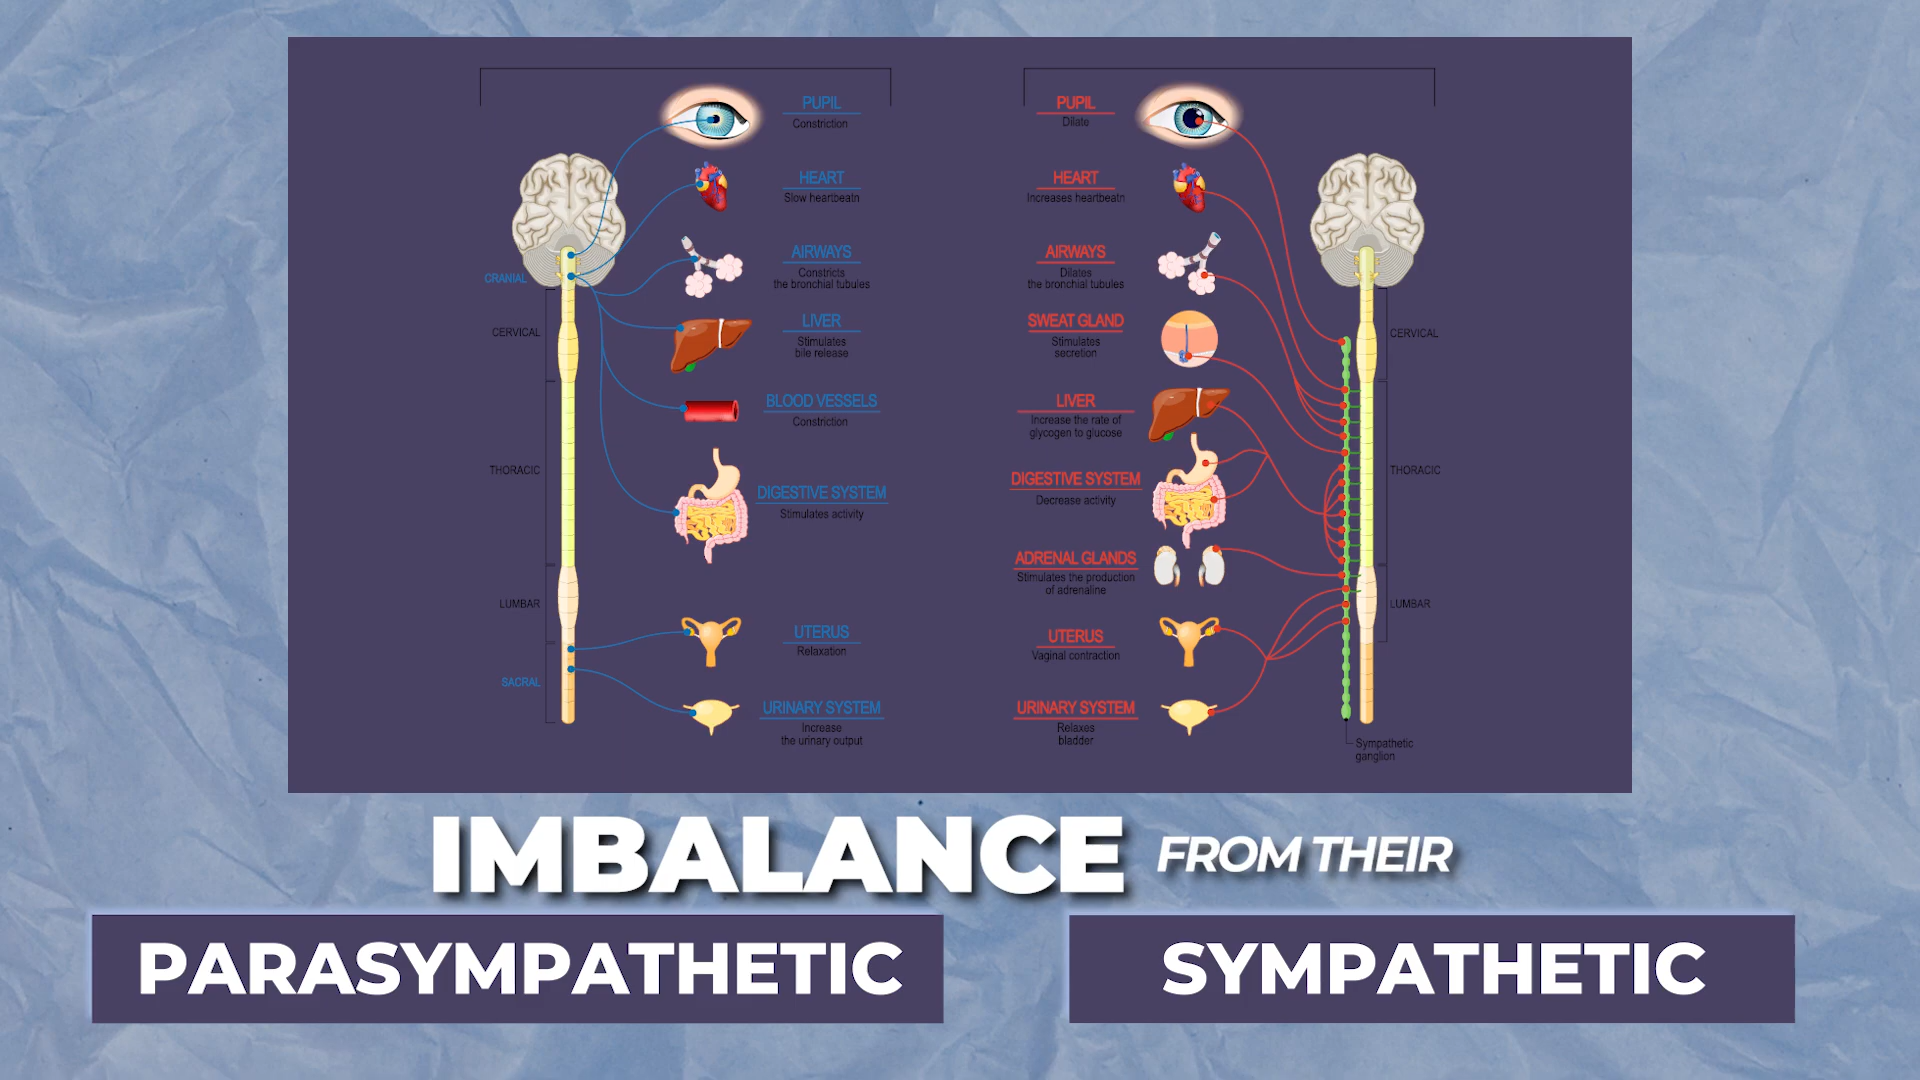 PUPIL
Constriction
HEART
Slow heartbeatn
AIRWAYS
Constricts
the bronchial tubules
LIVER
Stimulates
bile release
BLOOD VESSELS
Constriction
DIGESTIVE SYSTEM
Stimulates activity
UTERUS
Relaxation
URINARY SYSTEM
Increase
the urinary output
CRANIAL
CERVICAL
THORACIC
LUMBAR
SACRAL
PUPIL
Dilate
HEART
Increases heartbeatn
AIRWAYS
Dilates
the bronchial tubules
SWEAT GLAND
Stimulates
secretion
LIVER
Increase the rate of
glycogen to glucose
DIGESTIVE SYSTEM
Decrease activity
ADRENAL GLANDS
Stimulates the production
of adrenaline
UTERUS
Vaginal contraction
URINARY SYSTEM
Relaxes
bladder
CERVICAL
THORACIC
LUMBAR
Sympathetic
ganglion
IMBALANCE FROM THEIR
PARASYMPATHETIC
SYMPATHETIC